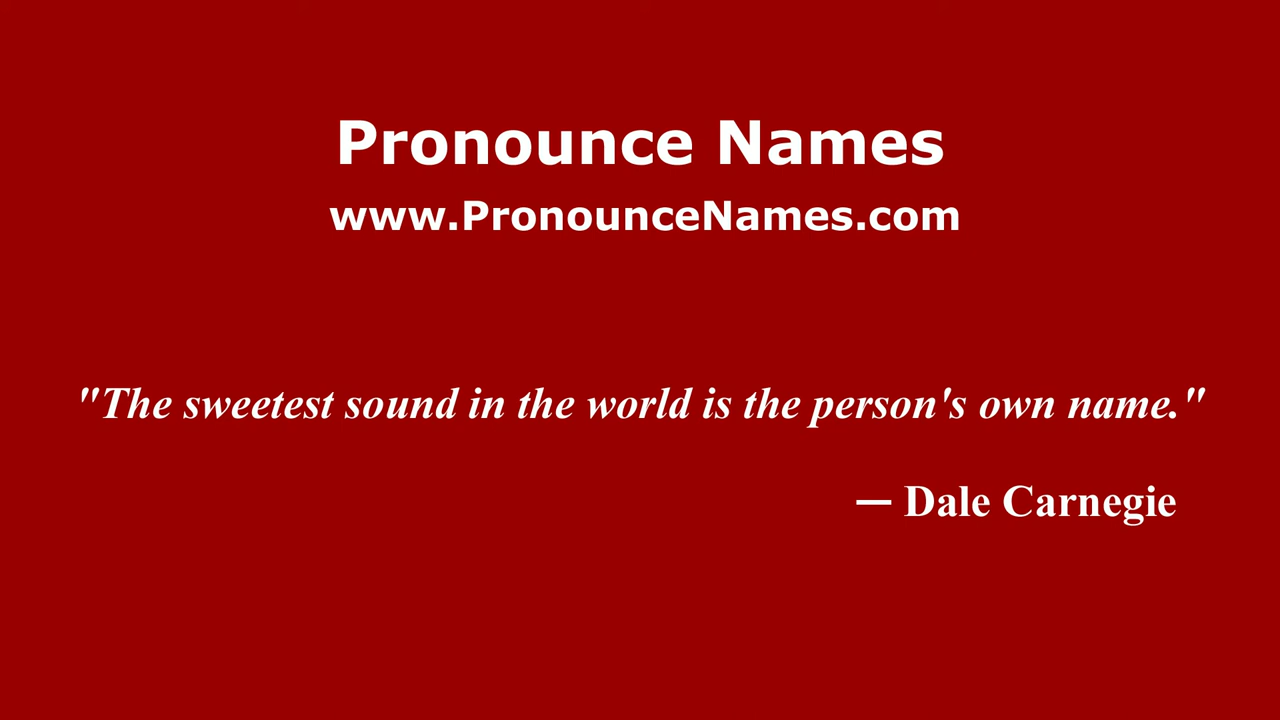 Pronounce Names
www.PronounceNames.com
"The sweetest sound in the world is the person's own name."
— Dale Carnegie